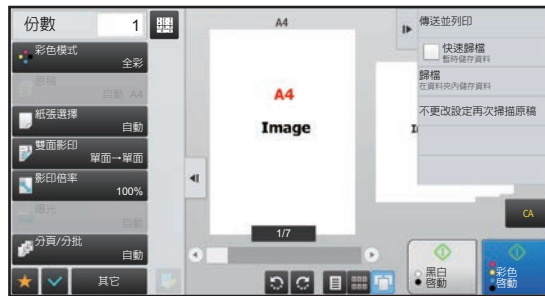 份數
1
彩色模式
全彩
原稿
自動 A4
紙張選擇
自動
雙面影印
單面→單面
影印倍率
100%
曝光
自動
分頁/分批
自動
其它
A4
A4
Image
1/7
傳送並列印
快速歸檔
暫時儲存資料
歸檔
在資料夾內儲存資料
不更改設定再次掃描原稿
CA
黑白
啓動
彩色
啓動